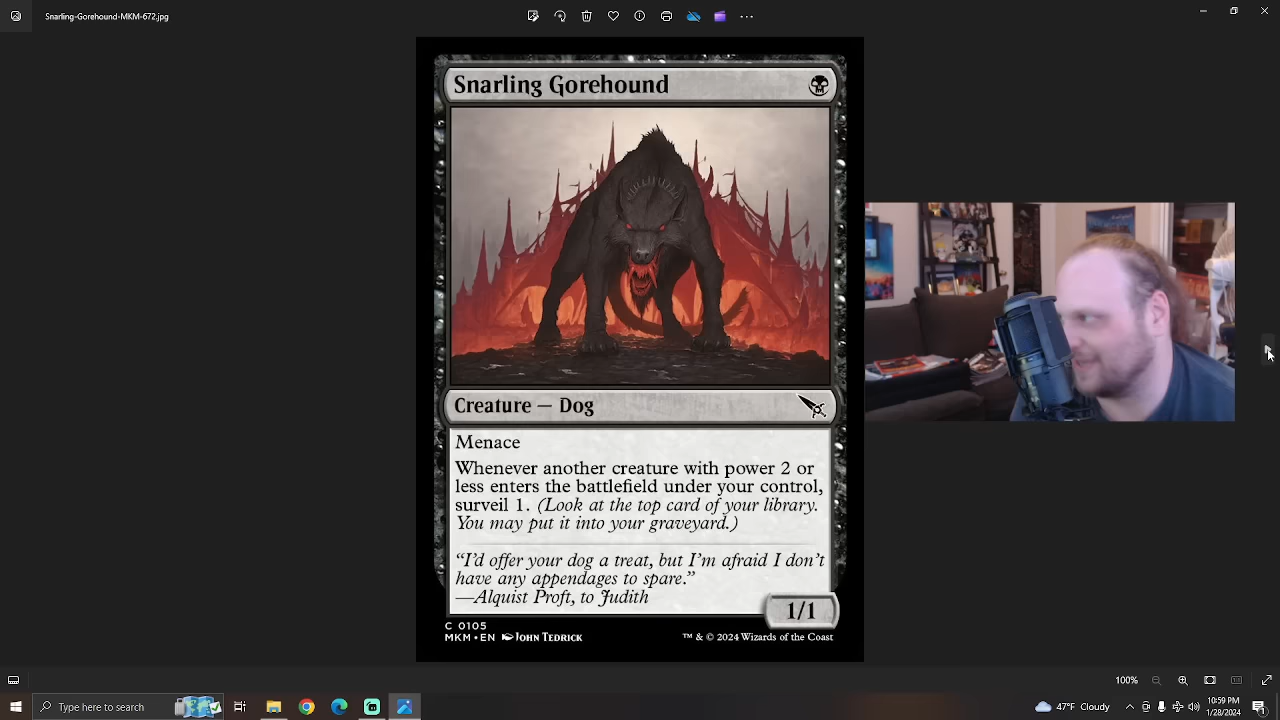 Snarling-Gorehound-MKM-672.jpg
Snarling Gorehound
Creature — Dog
Menace
Whenever another creature with power 2 or
less enters the battlefield under your control,
surveil 1. (Look at the top card of your library.
You may put it into your graveyard.)
“I’d offer your dog a treat, but I’m afraid I don’t
have any appendages to spare.”
—Alquist Proft, to Judith
1/1
C 0105
MKM • EN JOHN TEDRICK
™ & © 2024 Wizards of the Coast
100%
Type here to search
47°F Cloudy
10:59 PM
1/28/2024